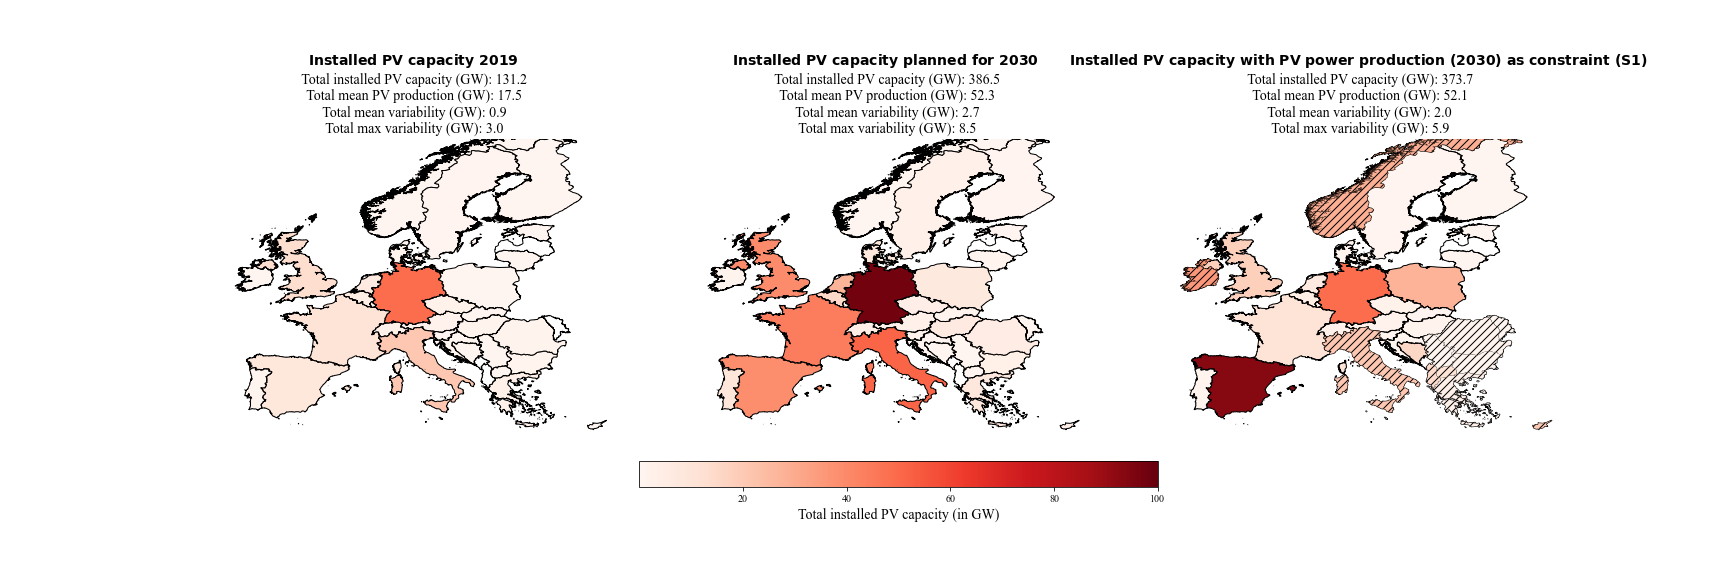 Installed PV capacity 2019
Total installed PV capacity (GW): 131.2
Total mean PV production (GW): 17.5
Total mean variability (GW): 0.9
Total max variability (GW): 3.0
Installed PV capacity planned for 2030
Total installed PV capacity (GW): 386.5
Total mean PV production (GW): 52.3
Total mean variability (GW): 2.7
Total max variability (GW): 8.5
Installed PV capacity with PV power production (2030) as constraint (S1)
Total installed PV capacity (GW): 373.7
Total mean PV production (GW): 52.1
Total mean variability (GW): 2.0
Total max variability (GW): 5.9
20 40 60 80 100
Total installed PV capacity (in GW)